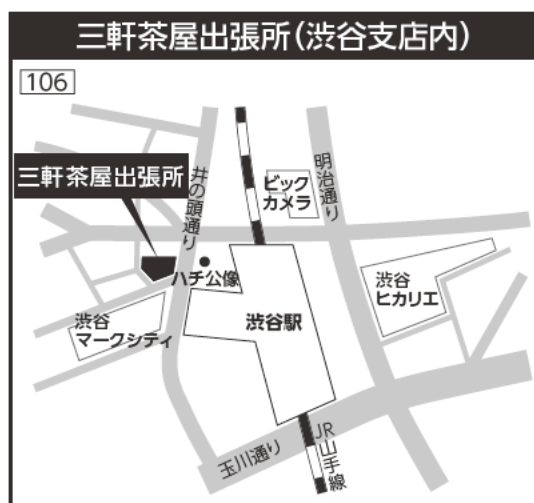 三軒茶屋出張所（渋谷支店内）
106
三軒茶屋出張所
井の頭通り
ビック
カメラ
明治通り
ハチ公像
渋谷
マークシティ
渋谷駅
渋谷
ヒカリエ
玉川通り
JR山手線